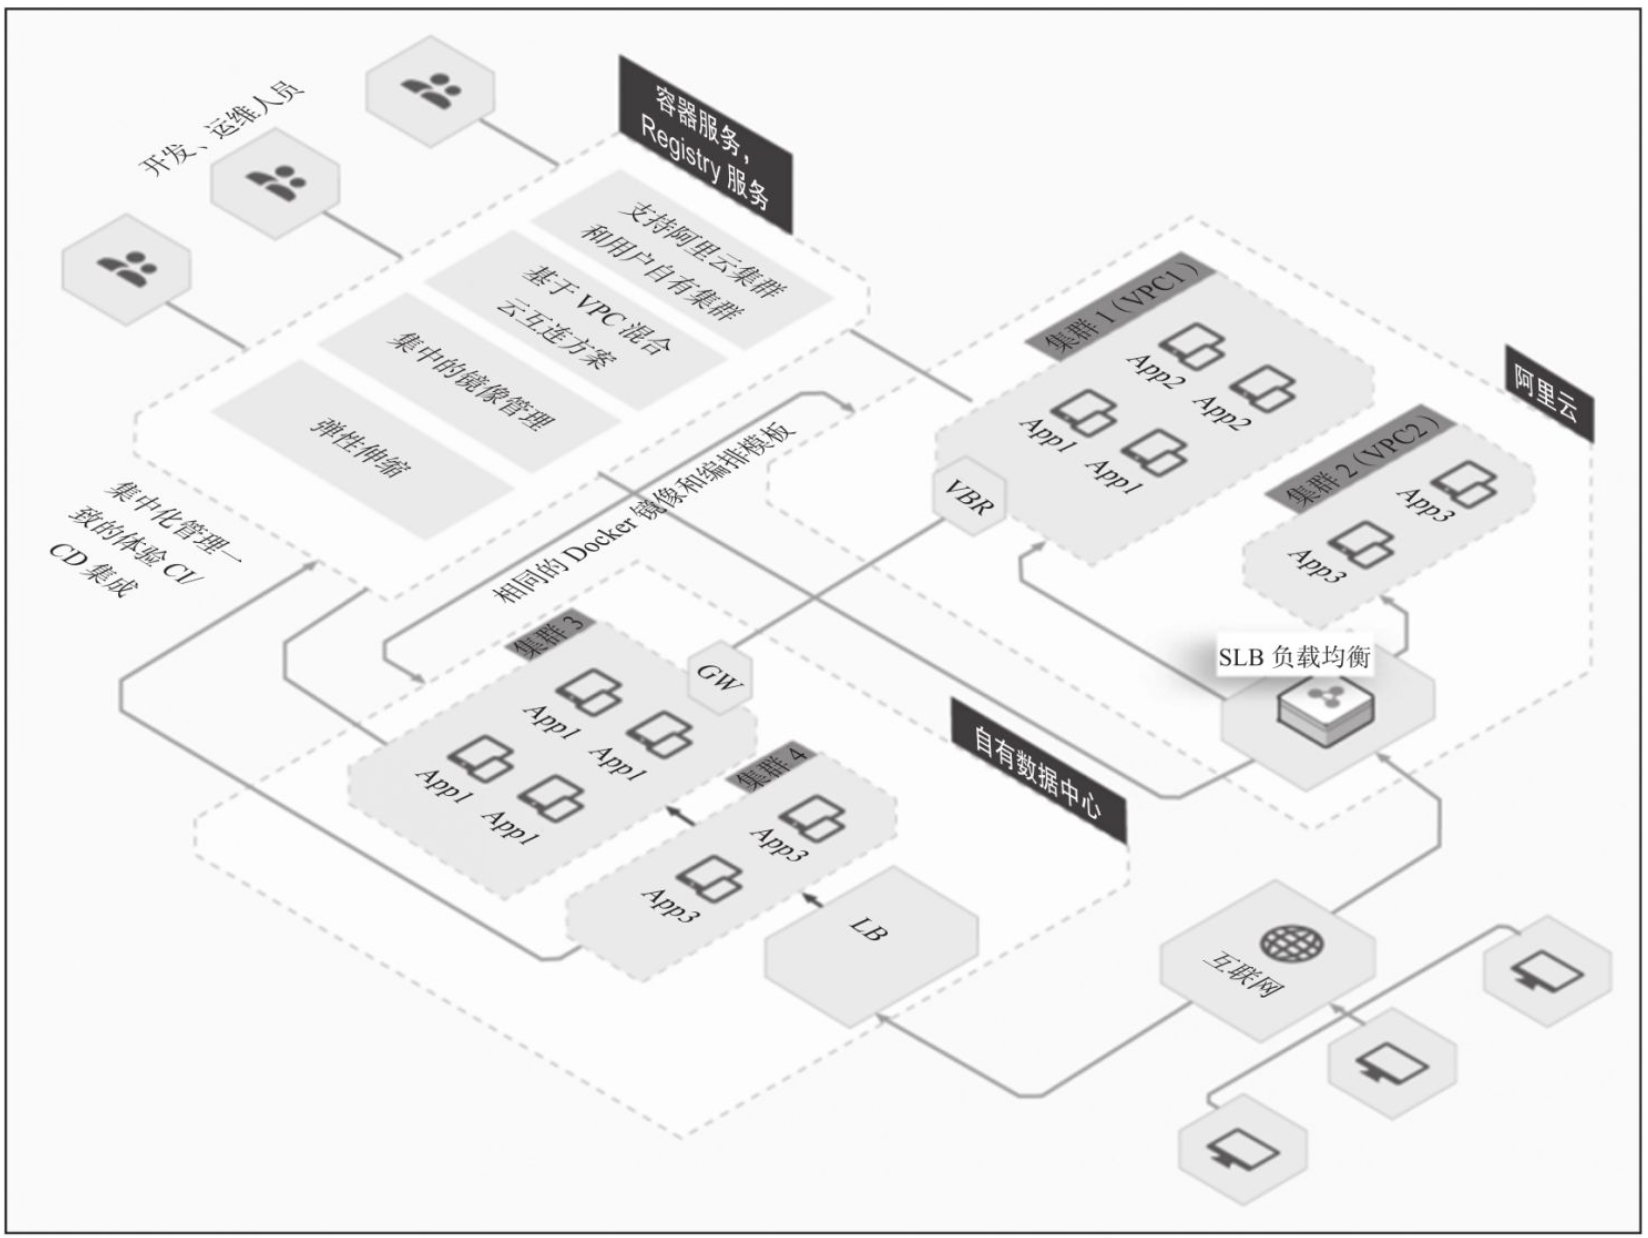 开发、运维人员
容器服务，
Registry 服务
支持阿里云集群
和用户自有集群
基于 VPC 混合
云互连方案
集中的镜像管理
弹性伸缩
集中化管理一
致的体验 CI/
CD 集成
相同的 Docker 镜像和编排模板
阿里云
集群 1（VPC1）
App2
App2
App1
App1
VBR
集群 2（VPC2）
App3
App3
SLB 负载均衡
自有数据中心
集群 3
GW
App1
App1
App1
App1
集群 4
App3
App3
LB
互联网